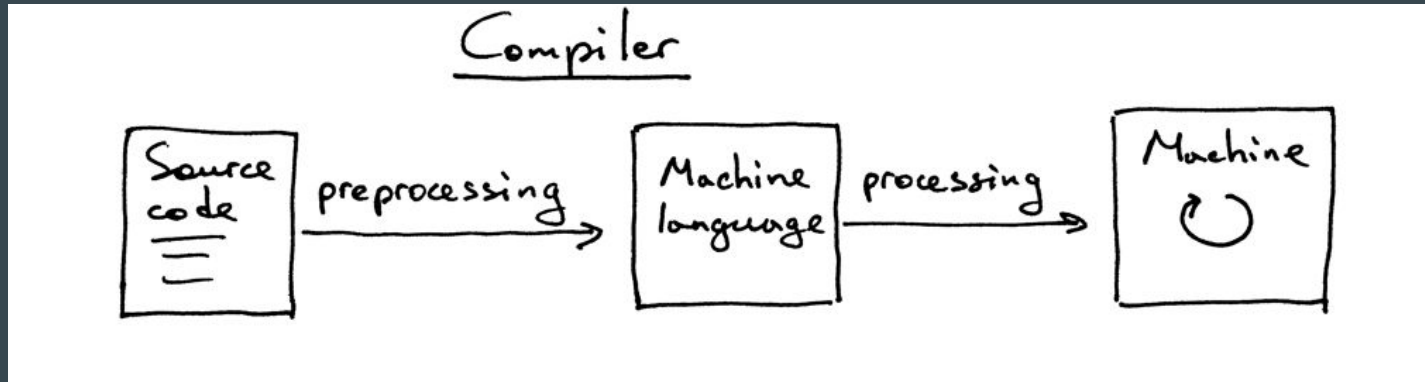 Compiler
Source
code
preprocessing
Machine
language
processing
Machine